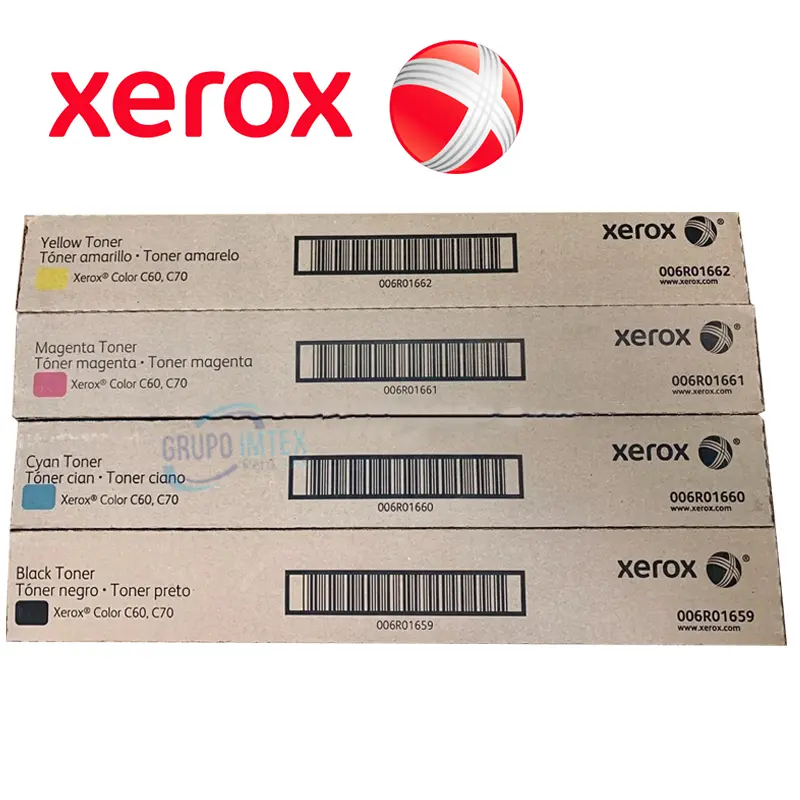 xerox
Yellow Toner
Tóner amarillo • Toner amarelo
Xerox® Color C60, C70
006R01662
xerox®
006R01662
www.xerox.com
Magenta Toner
Tóner magenta • Toner magenta
Xerox® Color C60, C70
006R01661
xerox®
006R01661
www.xerox.com
GRUPO IMTEX
Perú
Cyan Toner
Tóner cian • Toner ciano
Xerox® Color C60, C70
006R01660
xerox®
006R01660
www.xerox.com
Black Toner
Tóner negro • Toner preto
Xerox® Color C60, C70
006R01659
xerox®
006R01659
www.xerox.com